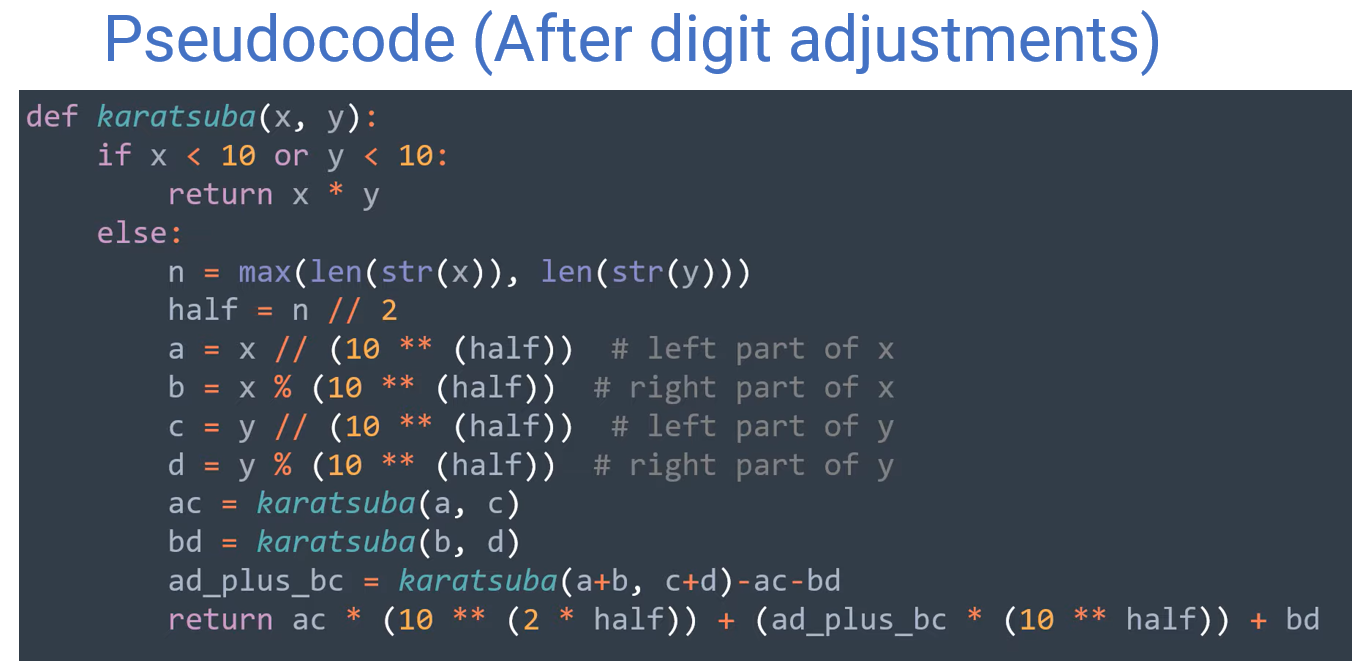 Pseudocode (After digit adjustments)
def karatsuba(x, y):
    if x < 10 or y < 10:
        return x * y
    else:
        n = max(len(str(x)), len(str(y)))
        half = n // 2
        a = x // (10 ** (half))  # left part of x
        b = x % (10 ** (half))  # right part of x
        c = y // (10 ** (half))  # left part of y
        d = y % (10 ** (half))  # right part of y
        ac = karatsuba(a, c)
        bd = karatsuba(b, d)
        ad_plus_bc = karatsuba(a+b, c+d)-ac-bd
        return ac * (10 ** (2 * half)) + (ad_plus_bc * (10 ** half)) + bd